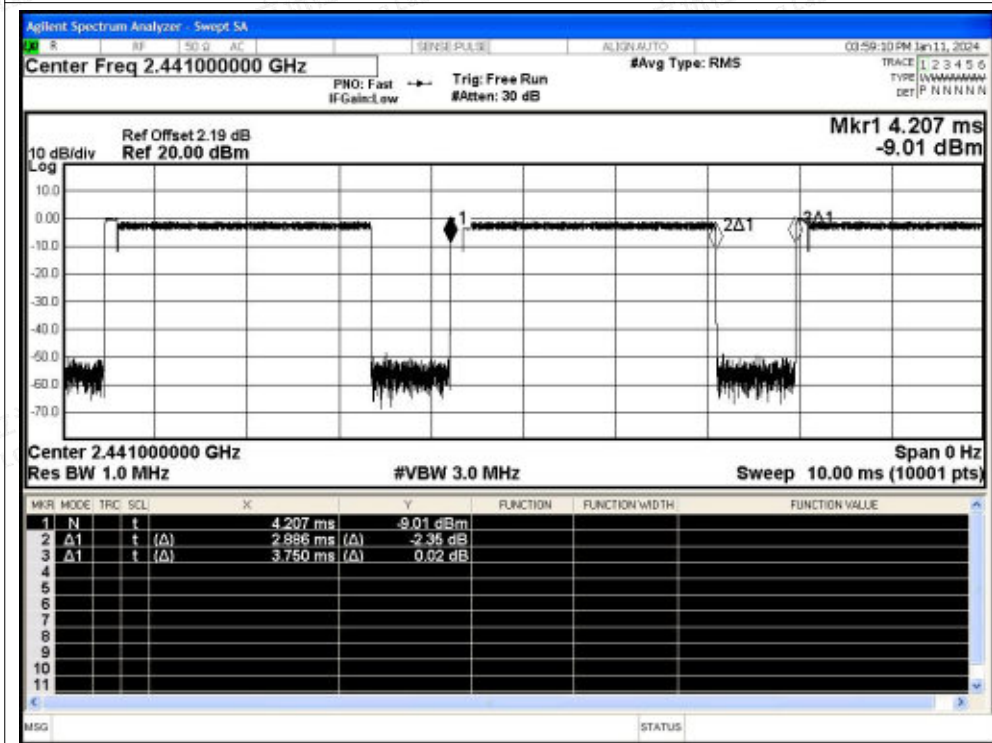 Agilent Spectrum Analyzer - Swept SA
R RF 50 Ω AC SENSE:PULSE ALIGN AUTO 03:59:10 PM Jan 11, 2024
Center Freq 2.441000000 GHz #Avg Type: RMS TRACE 1 2 3 4 5 6
PNO: Fast Trig: Free Run TYPE
IFGain:Low #Atten: 30 dB DET P N N N N N
Mkr1 4.207 ms
Ref Offset 2.19 dB
10 dB/div Ref 20.00 dBm -9.01 dBm
Log
10.0
0.00
1 2Δ1 3Δ1
-10.0
-20.0
-30.0
-40.0
-50.0
-60.0
-70.0
Center 2.441000000 GHz Span 0 Hz
Res BW 1.0 MHz #VBW 3.0 MHz Sweep 10.00 ms (10001 pts)
MKR MODE TRC SCL X Y FUNCTION FUNCTION WIDTH FUNCTION VALUE
1 N t 4.207 ms -9.01 dBm
2 Δ1 t (Δ) 2.886 ms (Δ) -2.35 dB
3 Δ1 t (Δ) 3.750 ms (Δ) 0.02 dB
4
5
6
7
8
9
10
11
MSG STATUS